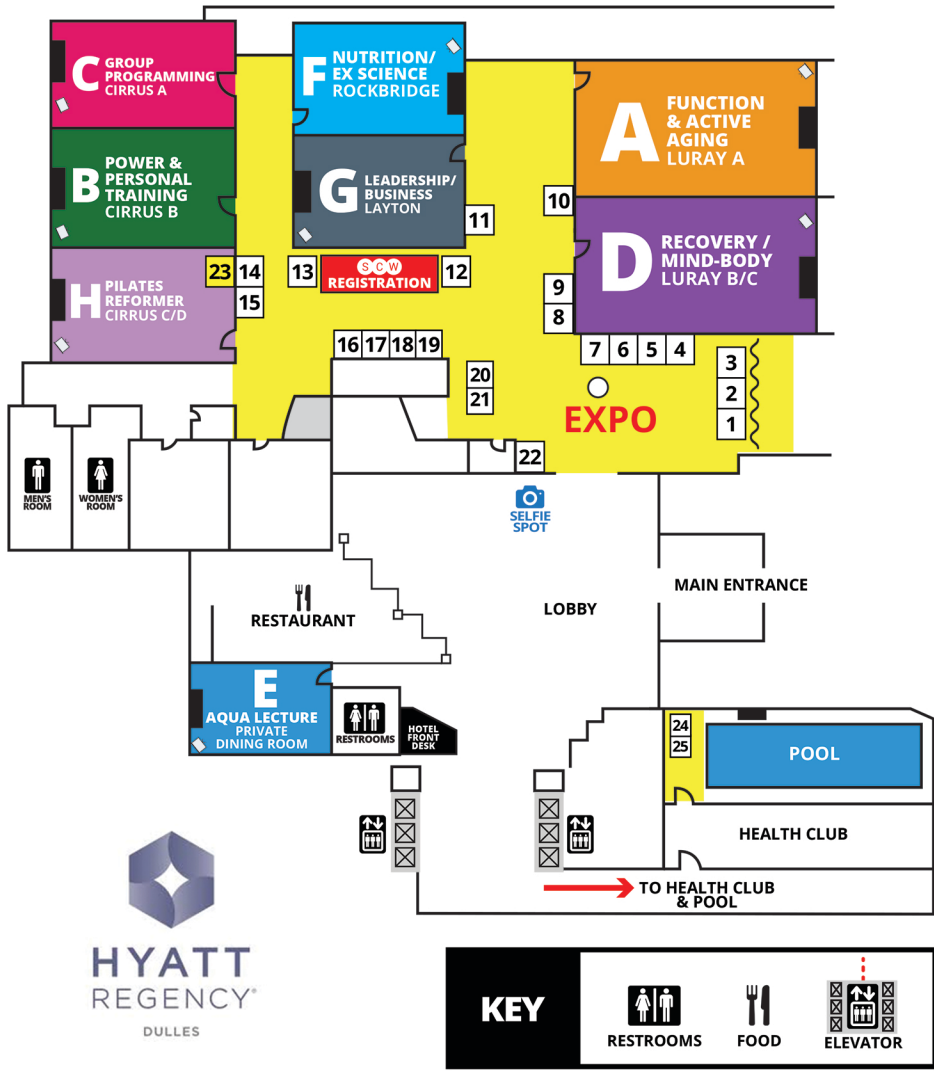 C
GROUP
PROGRAMMING
CIRRUS A
F
NUTRITION/
EX SCIENCE
ROCKBRIDGE
A
FUNCTION
& ACTIVE
AGING
LURAY A
B
POWER &
PERSONAL
TRAINING
CIRRUS B
G
LEADERSHIP/
BUSINESS
LAYTON
10
11
D
RECOVERY /
MIND-BODY
LURAY B/C
H
PILATES
REFORMER
CIRRUS C/D
23
14
15
13
SCW
REGISTRATION
12
9
8
16
17
18
19
7
6
5
4
3
2
1
20
21
EXPO
22
MEN'S
ROOM
WOMEN'S
ROOM
SELFIE
SPOT
MAIN ENTRANCE
LOBBY
RESTAURANT
E
AQUA LECTURE
PRIVATE
DINING ROOM
RESTROOMS
HOTEL
FRONT
DESK
24
25
POOL
HEALTH CLUB
TO HEALTH CLUB
& POOL
HYATT
REGENCY®
DULLES
KEY
RESTROOMS
FOOD
ELEVATOR